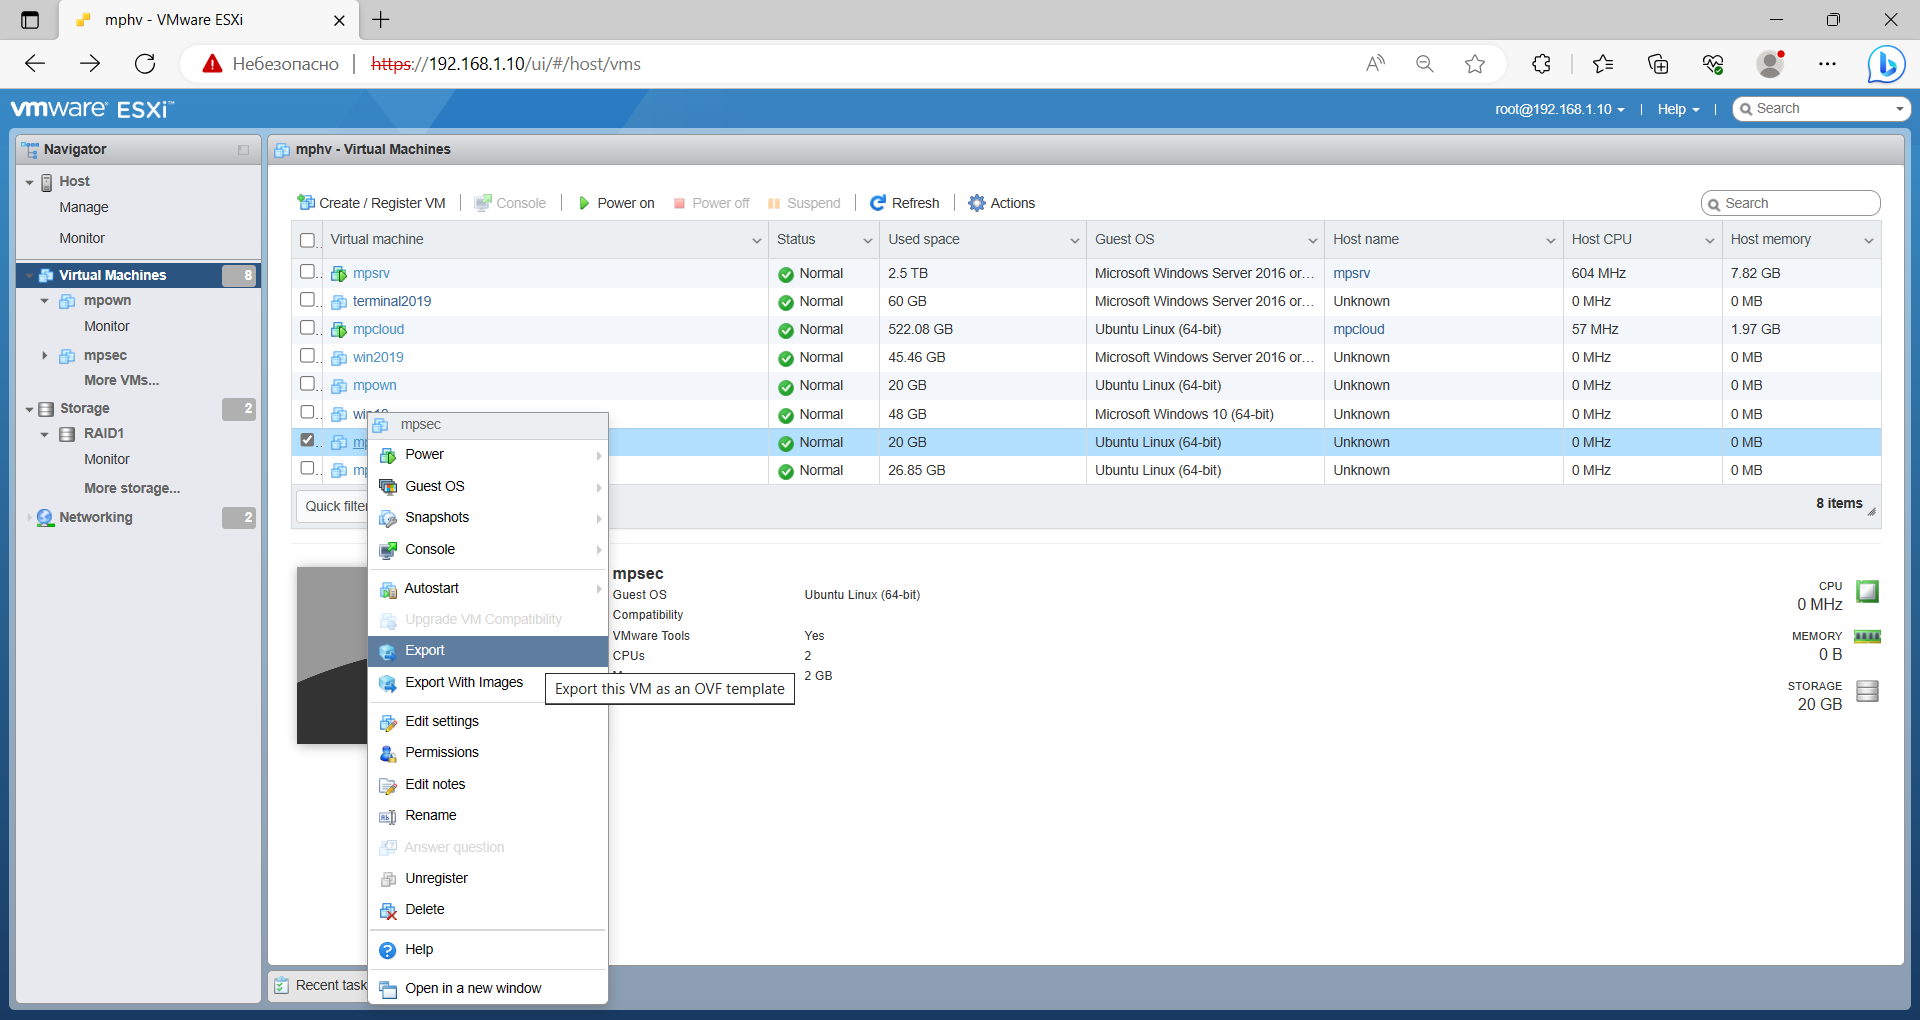 mphv - VMware ESXi
Небезопасно
https://192.168.1.10/ui/#/host/vms
vmware ESXi™
root@192.168.1.10
Help
Search
Navigator
Host
Manage
Monitor
Virtual Machines 8
mpown
Monitor
mpsec
More VMs...
Storage 2
RAID1
Monitor
More storage...
Networking 2
mphv - Virtual Machines
Create / Register VM
Console
Power on
Power off
Suspend
Refresh
Actions
Search
Virtual machine Status Used space Guest OS Host name Host CPU Host memory
mpsrv Normal 2.5 TB Microsoft Windows Server 2016 or... mpsrv 604 MHz 7.82 GB
terminal2019 Normal 60 GB Microsoft Windows Server 2016 or... Unknown 0 MHz 0 MB
mpcloud Normal 522.08 GB Ubuntu Linux (64-bit) mpcloud 57 MHz 1.97 GB
win2019 Normal 45.46 GB Microsoft Windows Server 2016 or... Unknown 0 MHz 0 MB
mpown Normal 20 GB Ubuntu Linux (64-bit) Unknown 0 MHz 0 MB
win10 Normal 48 GB Microsoft Windows 10 (64-bit) Unknown 0 MHz 0 MB
Normal 20 GB Ubuntu Linux (64-bit) Unknown 0 MHz 0 MB
Normal 26.85 GB Ubuntu Linux (64-bit) Unknown 0 MHz 0 MB
Quick filte
8 items
mpsec
Power
Guest OS
Snapshots
Console
Autostart
Upgrade VM Compatibility
Export
Export With Images
Export this VM as an OVF template
Edit settings
Permissions
Edit notes
Rename
Answer question
Unregister
Delete
Help
Open in a new window
mpsec
Guest OS Ubuntu Linux (64-bit)
Compatibility
VMware Tools Yes
CPUs 2
2 GB
CPU
0 MHz
MEMORY
0 B
STORAGE
20 GB
Recent task